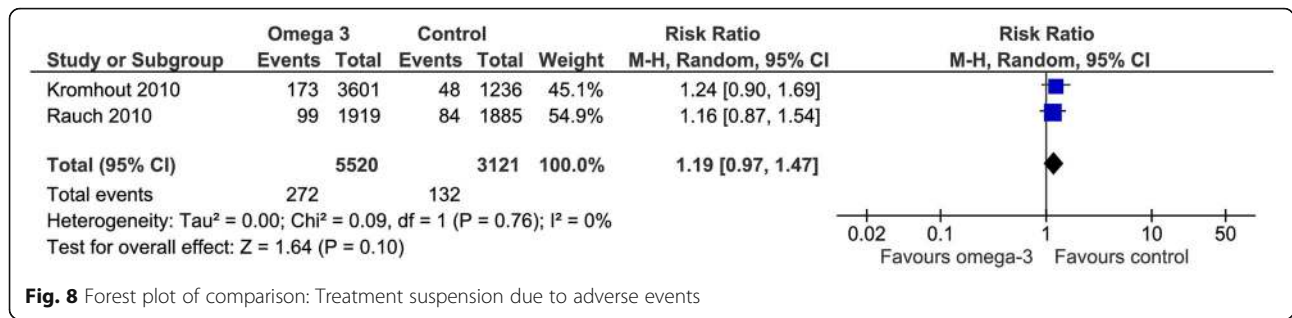 Omega 3 Control Risk Ratio Risk Ratio
Study or Subgroup Events Total Events Total Weight M-H, Random, 95% CI M-H, Random, 95% CI
Kromhout 2010 173 3601 48 1236 45.1% 1.24 [0.90, 1.69]
Rauch 2010 99 1919 84 1885 54.9% 1.16 [0.87, 1.54]
Total (95% CI) 5520 3121 100.0% 1.19 [0.97, 1.47]
Total events 272 132
Heterogeneity: Tau² = 0.00; Chi² = 0.09, df = 1 (P = 0.76); I² = 0%
Test for overall effect: Z = 1.64 (P = 0.10)
0.02 0.1 1 10 50
Favours omega-3 Favours control
Fig. 8 Forest plot of comparison: Treatment suspension due to adverse events